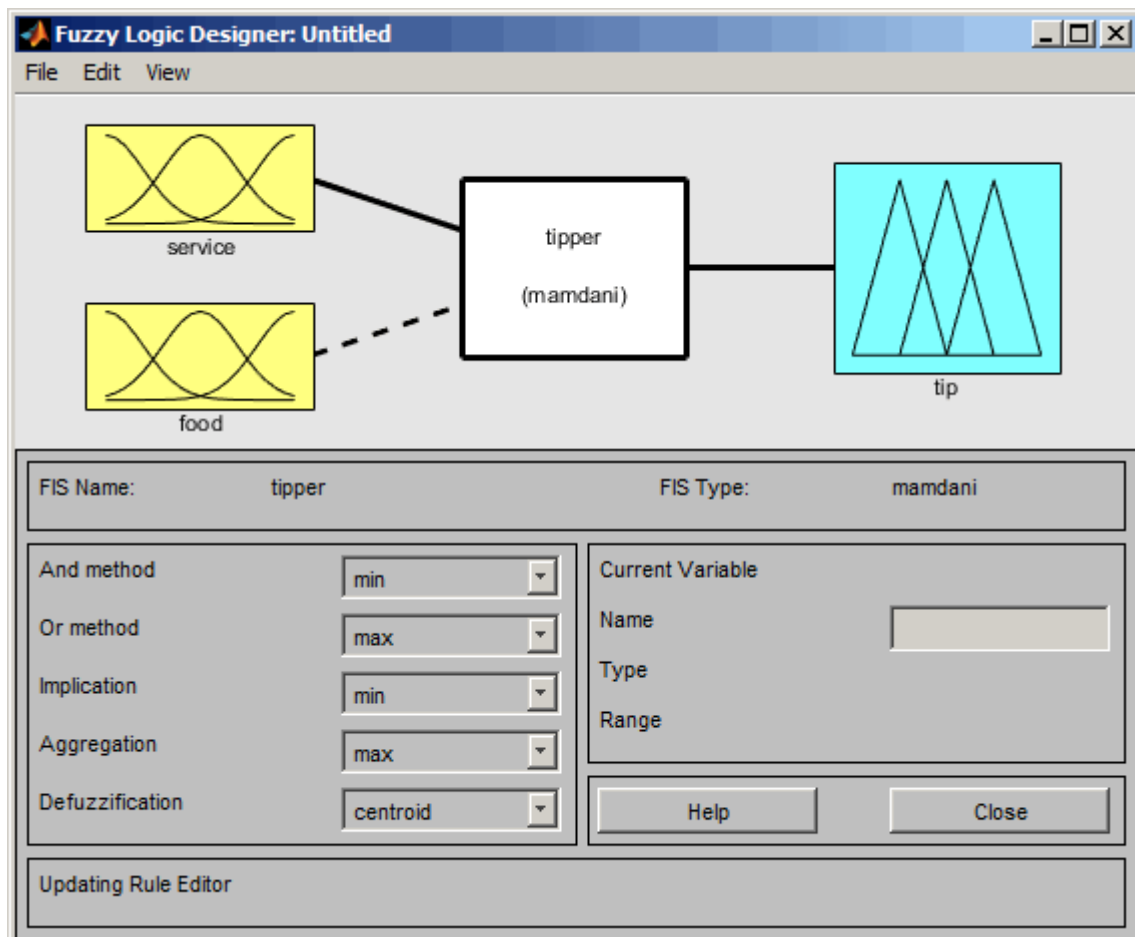 Fuzzy Logic Designer: Untitled
File Edit View
service
food
tipper
(mamdani)
tip
FIS Name: tipper FIS Type: mamdani
And method min
Or method max
Implication min
Aggregation max
Defuzzification centroid
Current Variable
Name
Type
Range
Help Close
Updating Rule Editor